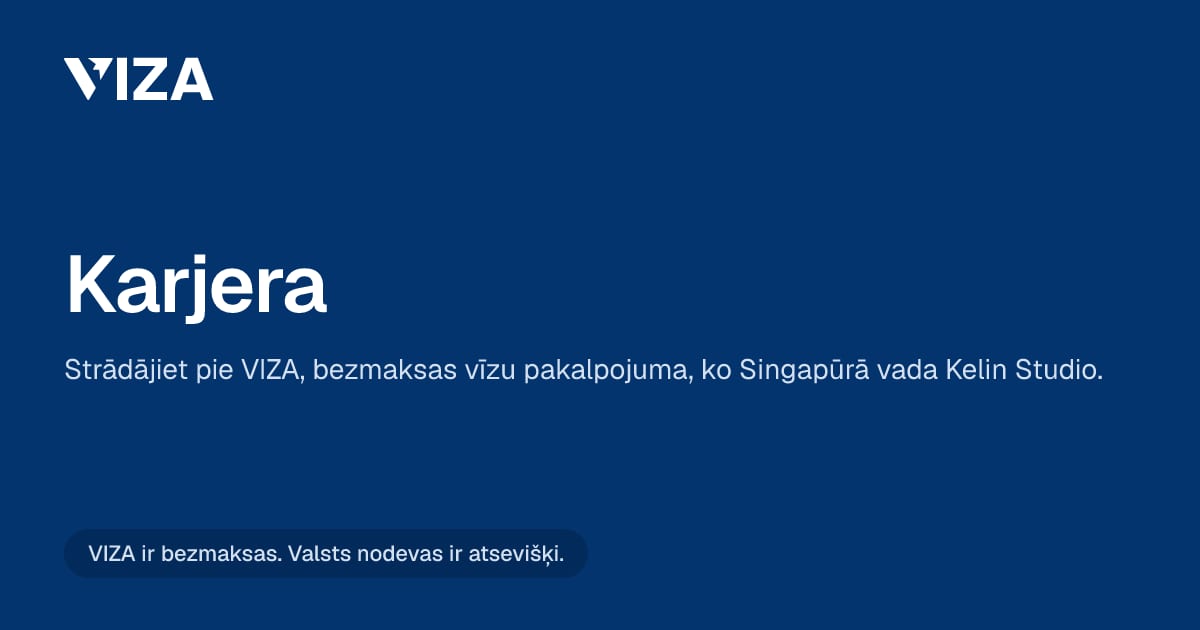 VIZA
Karjera
Strādājiet pie VIZA, bezmaksas vīzu pakalpojuma, ko Singapūrā vada Kelin Studio.
VIZA ir bezmaksas. Valsts nodevas ir atsevišķi.